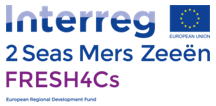 Interreg
EUROPEAN UNION
2 Seas Mers Zeeën
FRESH4Cs
European Regional Development Fund